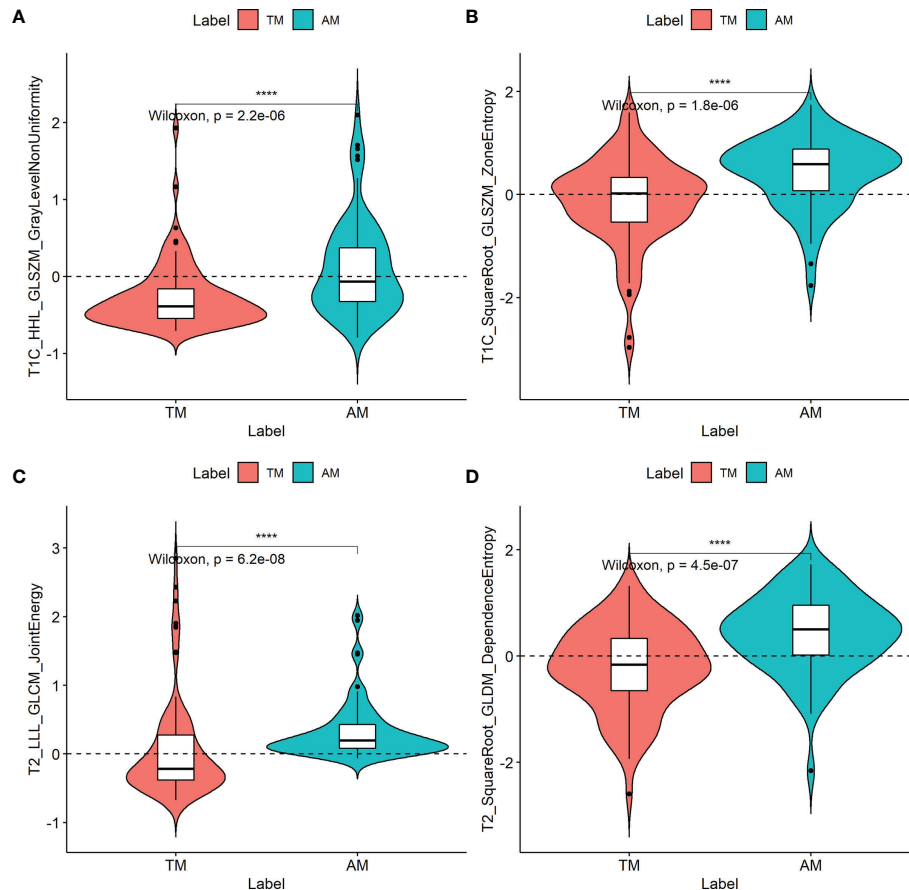 A
Label TM AM
T1C_HHL_GLSZM_GrayLevelNonUniformity
2
1
0
-1
****
Wilcoxon, p = 2.2e-06
TM AM
Label
B
Label TM AM
T1C_SquareRoot_GLSZM_ZoneEntropy
2
0
-2
****
Wilcoxon, p = 1.8e-06
TM AM
Label
C
Label TM AM
T2_LLL_GLCM_JointEnergy
3
2
1
0
-1
****
Wilcoxon, p = 6.2e-08
TM AM
Label
D
Label TM AM
T2_SquareRoot_GLDM_DependenceEntropy
2
0
-2
****
Wilcoxon, p = 4.5e-07
TM AM
Label